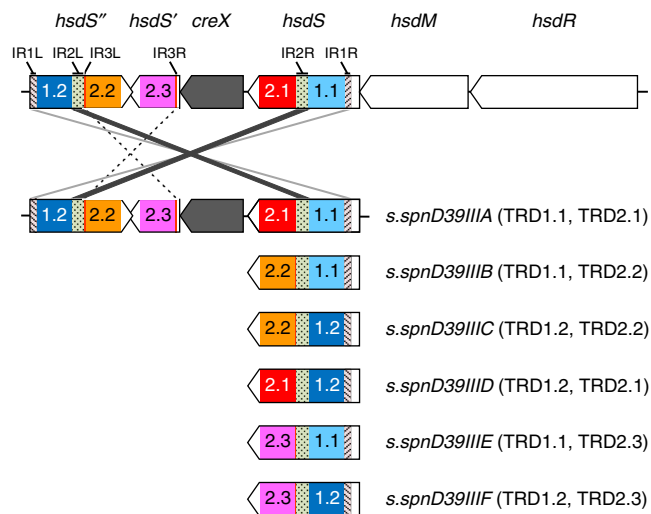 hsdS″ hsdS′ creX hsdS hsdM hsdR
IR1L IR2L IR3L IR3R IR2R IR1R
1.2 2.2 2.3 2.1 1.1
1.2 2.2 2.3 2.1 1.1 s.spnD39IIIA (TRD1.1, TRD2.1)
2.2 1.1 s.spnD39IIIB (TRD1.1, TRD2.2)
2.2 1.2 s.spnD39IIIC (TRD1.2, TRD2.2)
2.1 1.2 s.spnD39IIID (TRD1.2, TRD2.1)
2.3 1.1 s.spnD39IIIE (TRD1.1, TRD2.3)
2.3 1.2 s.spnD39IIIF (TRD1.2, TRD2.3)